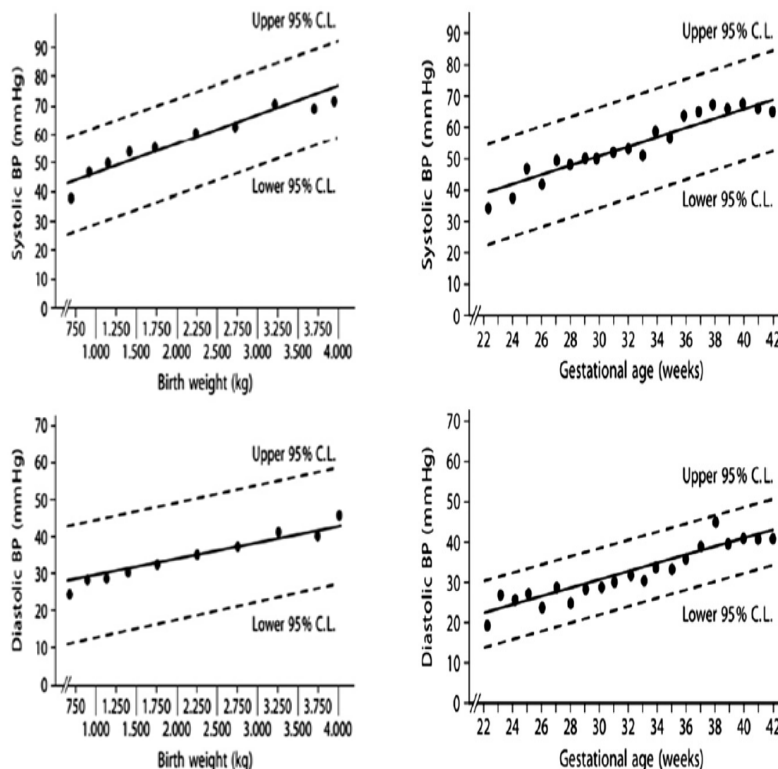 Upper 95% C.L.
90
80
70
60
50
40
30
20
10
0
Systolic BP (mmHg)
Lower 95% C.L.
750 1.250 1.750 2.250 2.750 3.250 3.750
1.000 1.500 2.000 2.500 3.000 4.000
Birth weight (kg)
Upper 95% C.L.
90
80
70
60
50
40
30
20
10
0
Systolic BP (mmHg)
Lower 95% C.L.
22 24 26 28 30 32 34 36 38 40 42
Gestational age (weeks)
Upper 95% C.L.
70
60
50
40
30
20
10
0
Diastolic BP (mmHg)
Lower 95% C.L.
750 1.250 1.750 2.250 2.750 3.250 3.750
1.000 1.500 2.000 2.500 3.000 4.000
Birth weight (kg)
Upper 95% C.L.
70
60
50
40
30
20
10
0
Diastolic BP (mmHg)
Lower 95% C.L.
22 24 26 28 30 32 34 36 38 40 42
Gestational age (weeks)